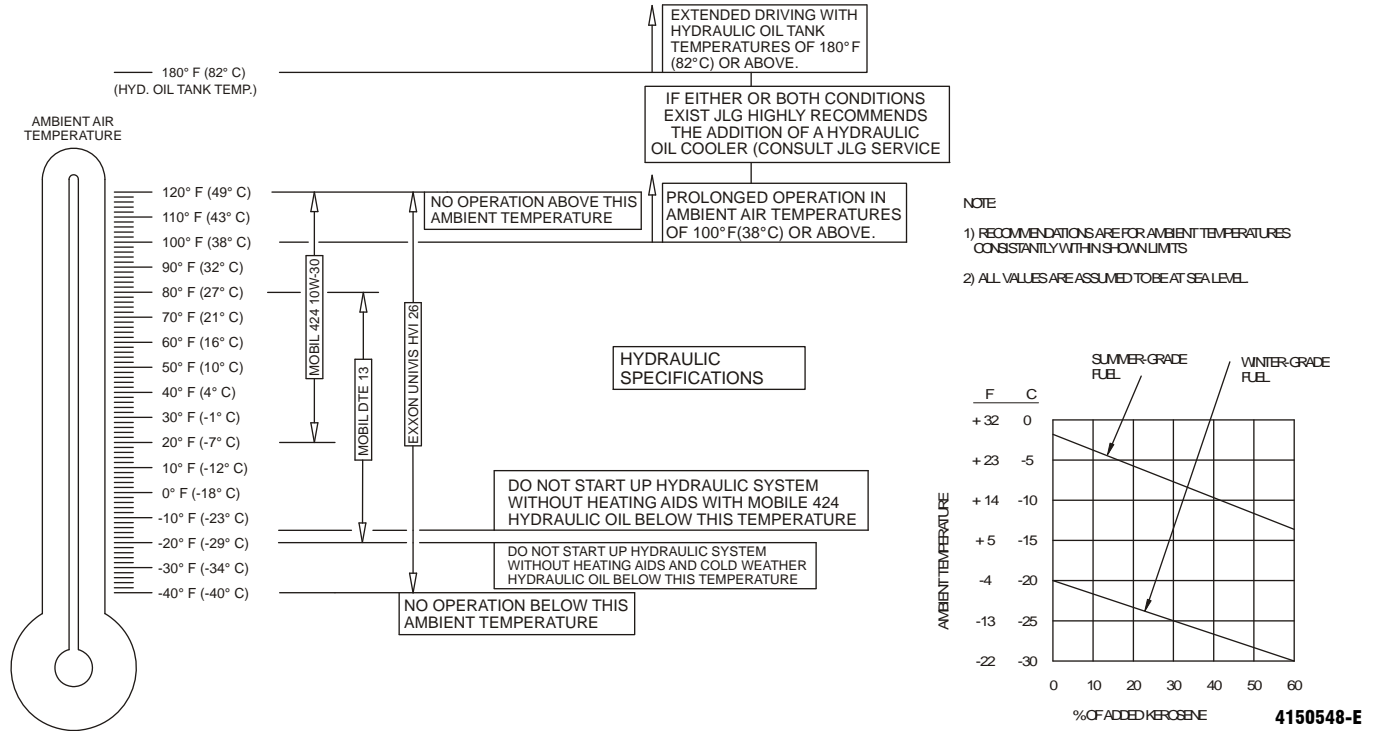 EXTENDED DRIVING WITH
HYDRAULIC OIL TANK
TEMPERATURES OF 180° F
(82°C) OR ABOVE.
180° F (82° C)
(HYD. OIL TANK TEMP.)
IF EITHER OR BOTH CONDITIONS
EXIST JLG HIGHLY RECOMMENDS
THE ADDITION OF A HYDRAULIC
OIL COOLER (CONSULT JLG SERVICE
AMBIENT AIR
TEMPERATURE
120° F (49° C)
110° F (43° C)
100° F (38° C)
90° F (32° C)
80° F (27° C)
70° F (21° C)
60° F (16° C)
50° F (10° C)
40° F (4° C)
30° F (-1° C)
20° F (-7° C)
10° F (-12° C)
0° F (-18° C)
-10° F (-23° C)
-20° F (-29° C)
-30° F (-34° C)
-40° F (-40° C)
MOBIL 424 10W-30
MOBIL DTE 13
EXXON UNIVIS HVI 26
NO OPERATION ABOVE THIS
AMBIENT TEMPERATURE
PROLONGED OPERATION IN
AMBIENT AIR TEMPERATURES
OF 100°F(38°C) OR ABOVE.
HYDRAULIC
SPECIFICATIONS
DO NOT START UP HYDRAULIC SYSTEM
WITHOUT HEATING AIDS WITH MOBILE 424
HYDRAULIC OIL BELOW THIS TEMPERATURE
DO NOT START UP HYDRAULIC SYSTEM
WITHOUT HEATING AIDS AND COLD WEATHER
HYDRAULIC OIL BELOW THIS TEMPERATURE
NO OPERATION BELOW THIS
AMBIENT TEMPERATURE
NOTE:
1) RECOMMENDATIONS ARE FOR AMBIENT TEMPERATURES
CONSISTANTLY WITHIN SHOWN LIMITS
2) ALL VALUES ARE ASSUMED TO BE AT SEA LEVEL.
SUMMER-GRADE
FUEL
WINTER-GRADE
FUEL
F C
+ 32 0
+ 23 -5
+ 14 -10
+ 5 -15
-4 -20
-13 -25
-22 -30
AMBIENT TEMPERATURE
0 10 20 30 40 50 60
% OF ADDED KEROSENE
4150548-E